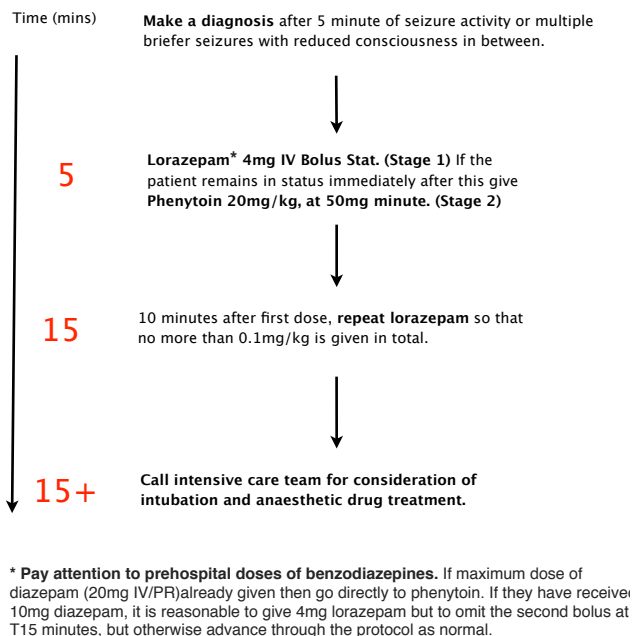 Time (mins)
Make a diagnosis after 5 minute of seizure activity or multiple
briefer seizures with reduced consciousness in between.
5
Lorazepam* 4mg IV Bolus Stat. (Stage 1) If the
patient remains in status immediately after this give
Phenytoin 20mg/kg, at 50mg minute. (Stage 2)
15
10 minutes after first dose, repeat lorazepam so that
no more than 0.1mg/kg is given in total.
15+
Call intensive care team for consideration of
intubation and anaesthetic drug treatment.
* Pay attention to prehospital doses of benzodiazepines. If maximum dose of
diazepam (20mg IV/PR)already given then go directly to phenytoin. If they have received
10mg diazepam, it is reasonable to give 4mg lorazepam but to omit the second bolus at
T15 minutes, but otherwise advance through the protocol as normal.